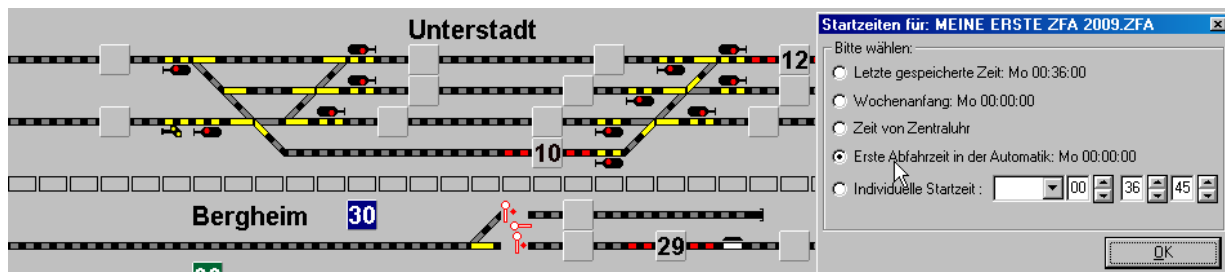 Unterstadt
12
10
Bergheim 30
29
Startzeiten für: MEINE ERSTE ZFA 2009.ZFA
Bitte wählen:
Letzte gespeicherte Zeit: Mo 00:36:00
Wochenanfang: Mo 00:00:00
Zeit von Zentraluhr
Erste Abfahrzeit in der Automatik: Mo 00:00:00
Individuelle Startzeit : 00 36 45
OK